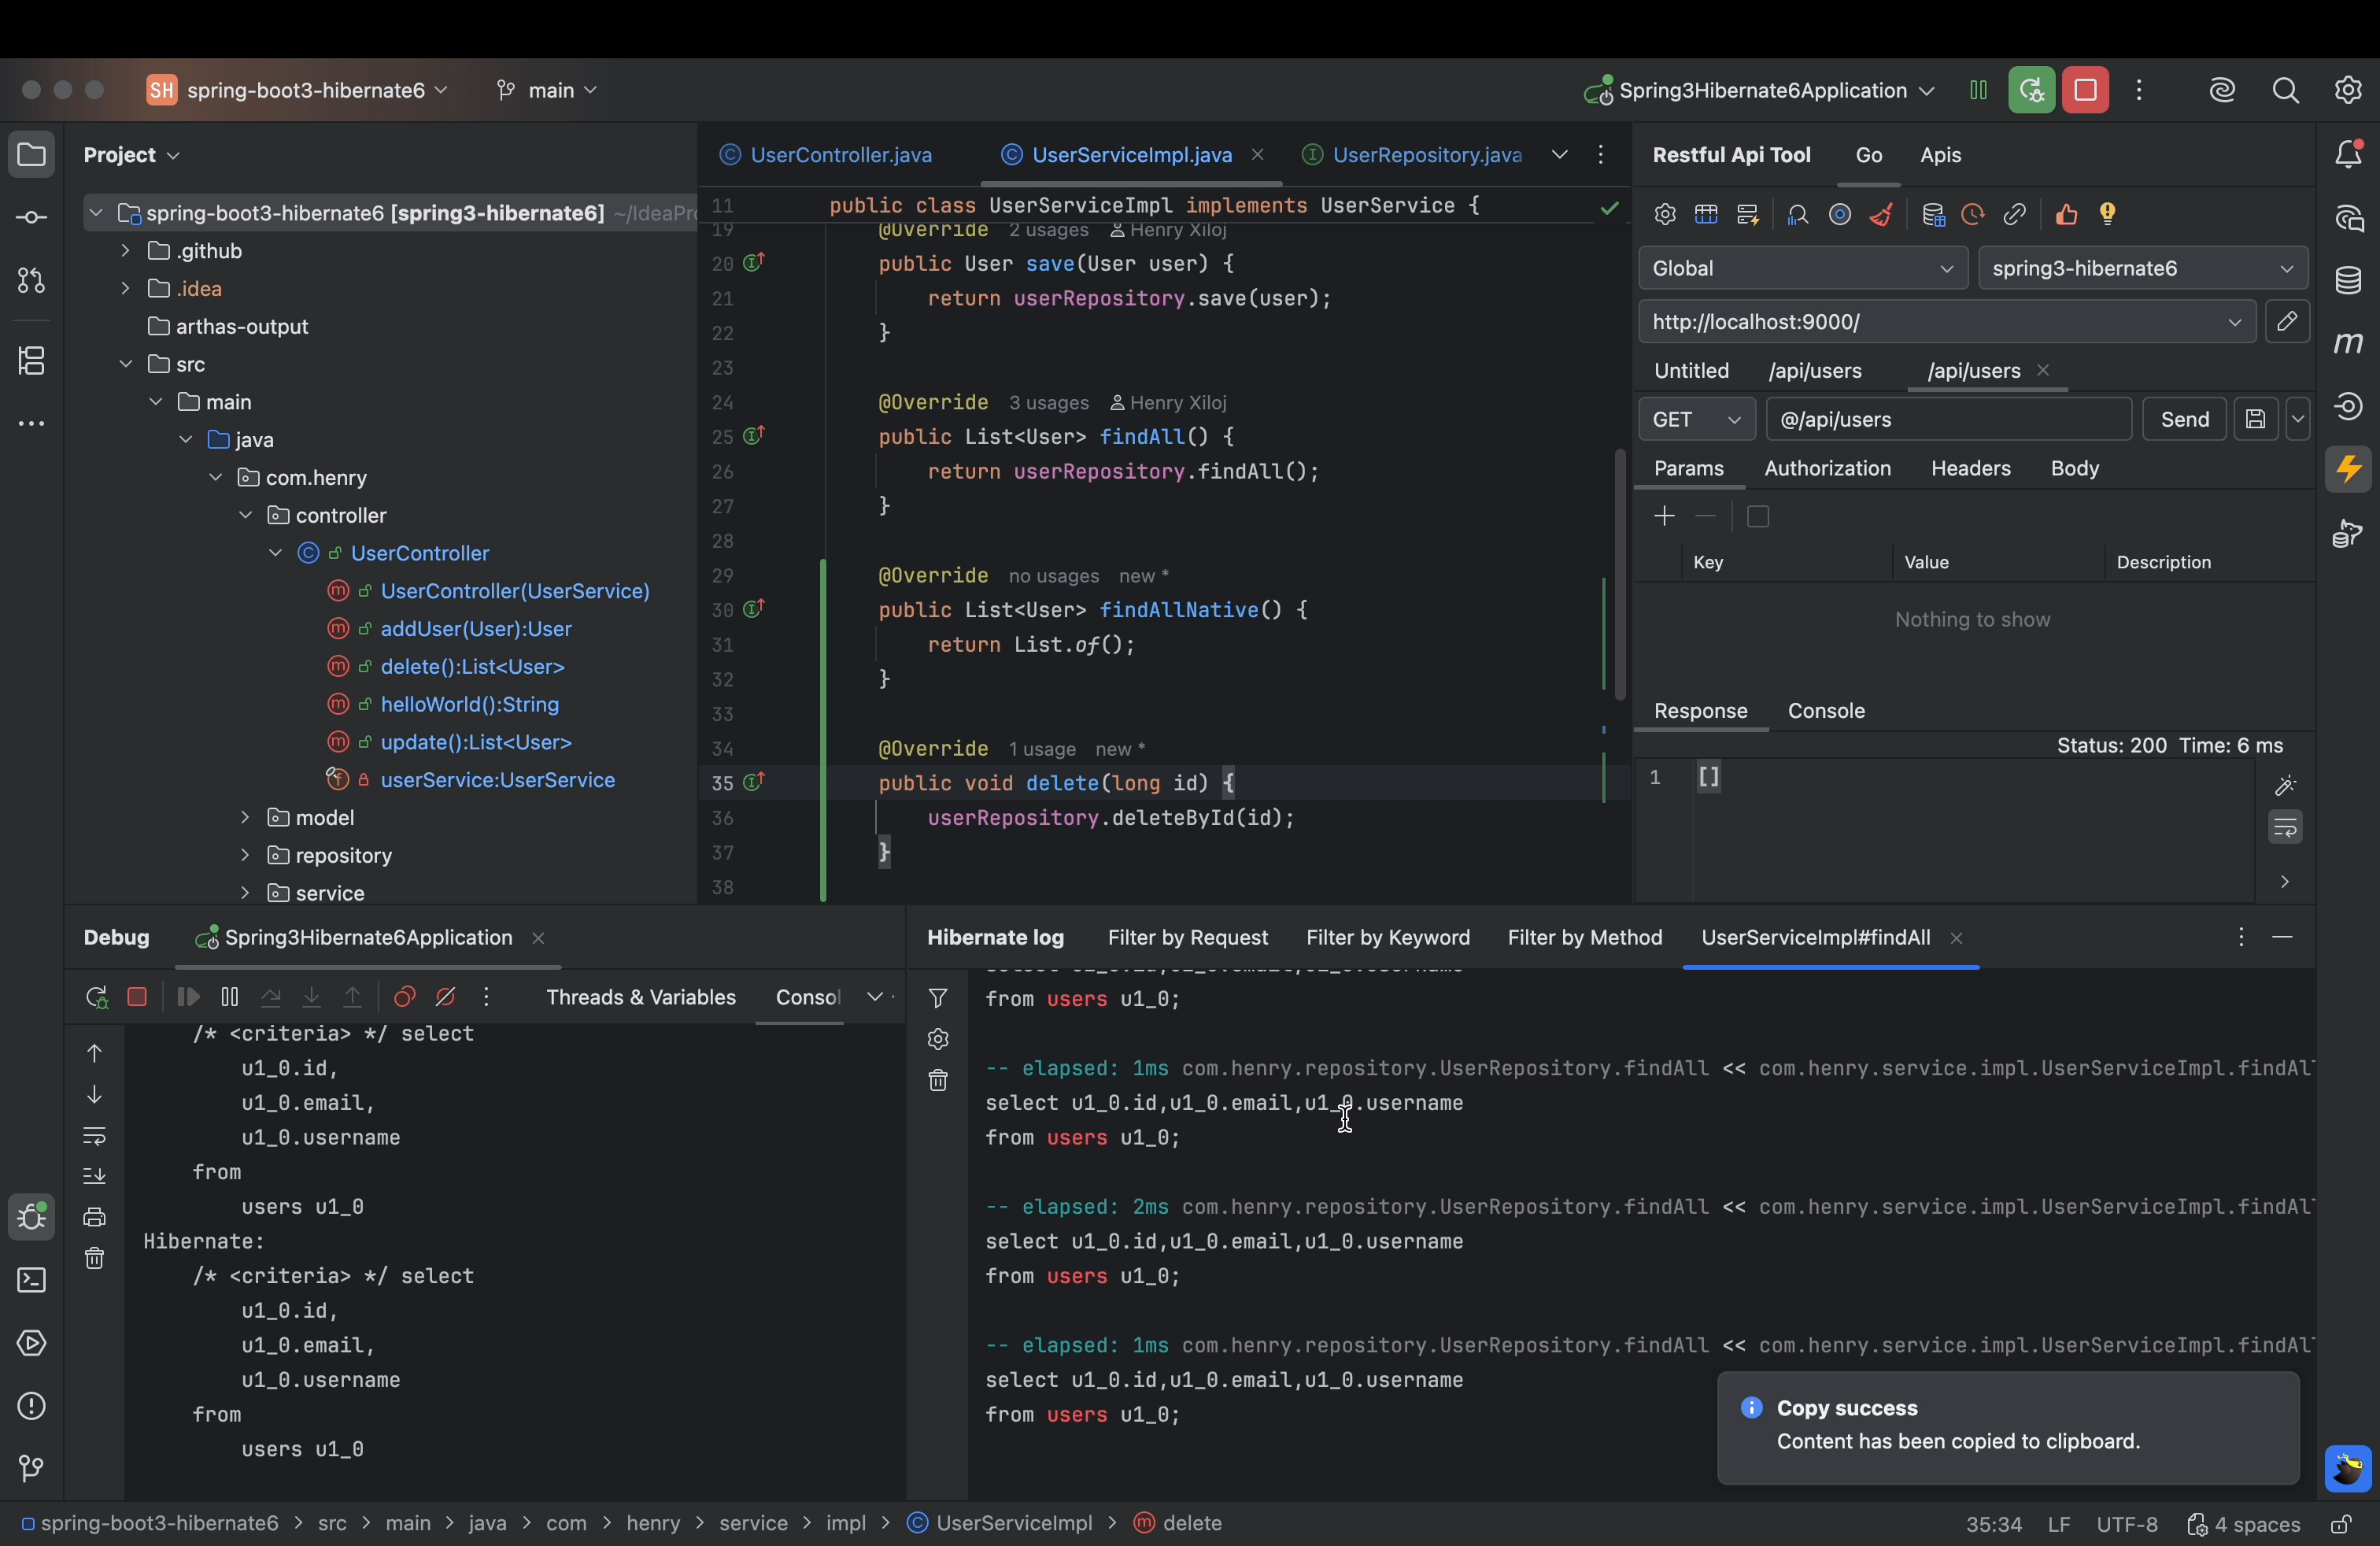 SH spring-boot3-hibernate6 main Spring3Hibernate6Application
Project
spring-boot3-hibernate6 [spring3-hibernate6] ~/IdeaPro
.github
.idea
arthas-output
src
main
java
com.henry
controller
UserController
UserController(UserService)
addUser(User):User
delete():List<User>
helloWorld():String
update():List<User>
userService:UserService
model
repository
service
UserController.java UserServiceImpl.java UserRepository.java
11 public class UserServiceImpl implements UserService {
19 @Override 2 usages Henry Xiloj
20 public User save(User user) {
21 return userRepository.save(user);
22 }
23
24 @Override 3 usages Henry Xiloj
25 public List<User> findAll() {
26 return userRepository.findAll();
27 }
28
29 @Override no usages new *
30 public List<User> findAllNative() {
31 return List.of();
32 }
33
34 @Override 1 usage new *
35 public void delete(long id) {
36 userRepository.deleteById(id);
37 }
38
Restful Api Tool Go Apis
Global spring3-hibernate6
http://localhost:9000/
Untitled /api/users /api/users
GET @/api/users Send
Params Authorization Headers Body
Key Value Description
Nothing to show
Response Console
Status: 200 Time: 6 ms
1 []
Debug Spring3Hibernate6Application
Threads & Variables Consol
/* <criteria> */ select
u1_0.id,
u1_0.email,
u1_0.username
from
users u1_0
Hibernate:
/* <criteria> */ select
u1_0.id,
u1_0.email,
u1_0.username
from
users u1_0
Hibernate log Filter by Request Filter by Keyword Filter by Method UserServiceImpl#findAll
from users u1_0;
-- elapsed: 1ms com.henry.repository.UserRepository.findAll << com.henry.service.impl.UserServiceImpl.findAl
select u1_0.id,u1_0.email,u1_0.username
from users u1_0;
-- elapsed: 2ms com.henry.repository.UserRepository.findAll << com.henry.service.impl.UserServiceImpl.findAl
select u1_0.id,u1_0.email,u1_0.username
from users u1_0;
-- elapsed: 1ms com.henry.repository.UserRepository.findAll << com.henry.service.impl.UserServiceImpl.findAl
select u1_0.id,u1_0.email,u1_0.username
from users u1_0;
Copy success
Content has been copied to clipboard.
spring-boot3-hibernate6 > src > main > java > com > henry > service > impl > UserServiceImpl > delete
35:34 LF UTF-8 4 spaces